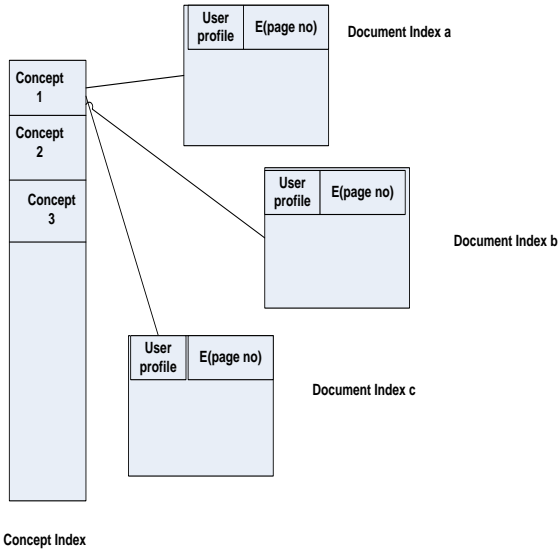 User
profile
E(page no)
Document Index a
Concept
1
Concept
2
Concept
3
User
profile
E(page no)
Document Index b
User
profile
E(page no)
Document Index c
Concept Index